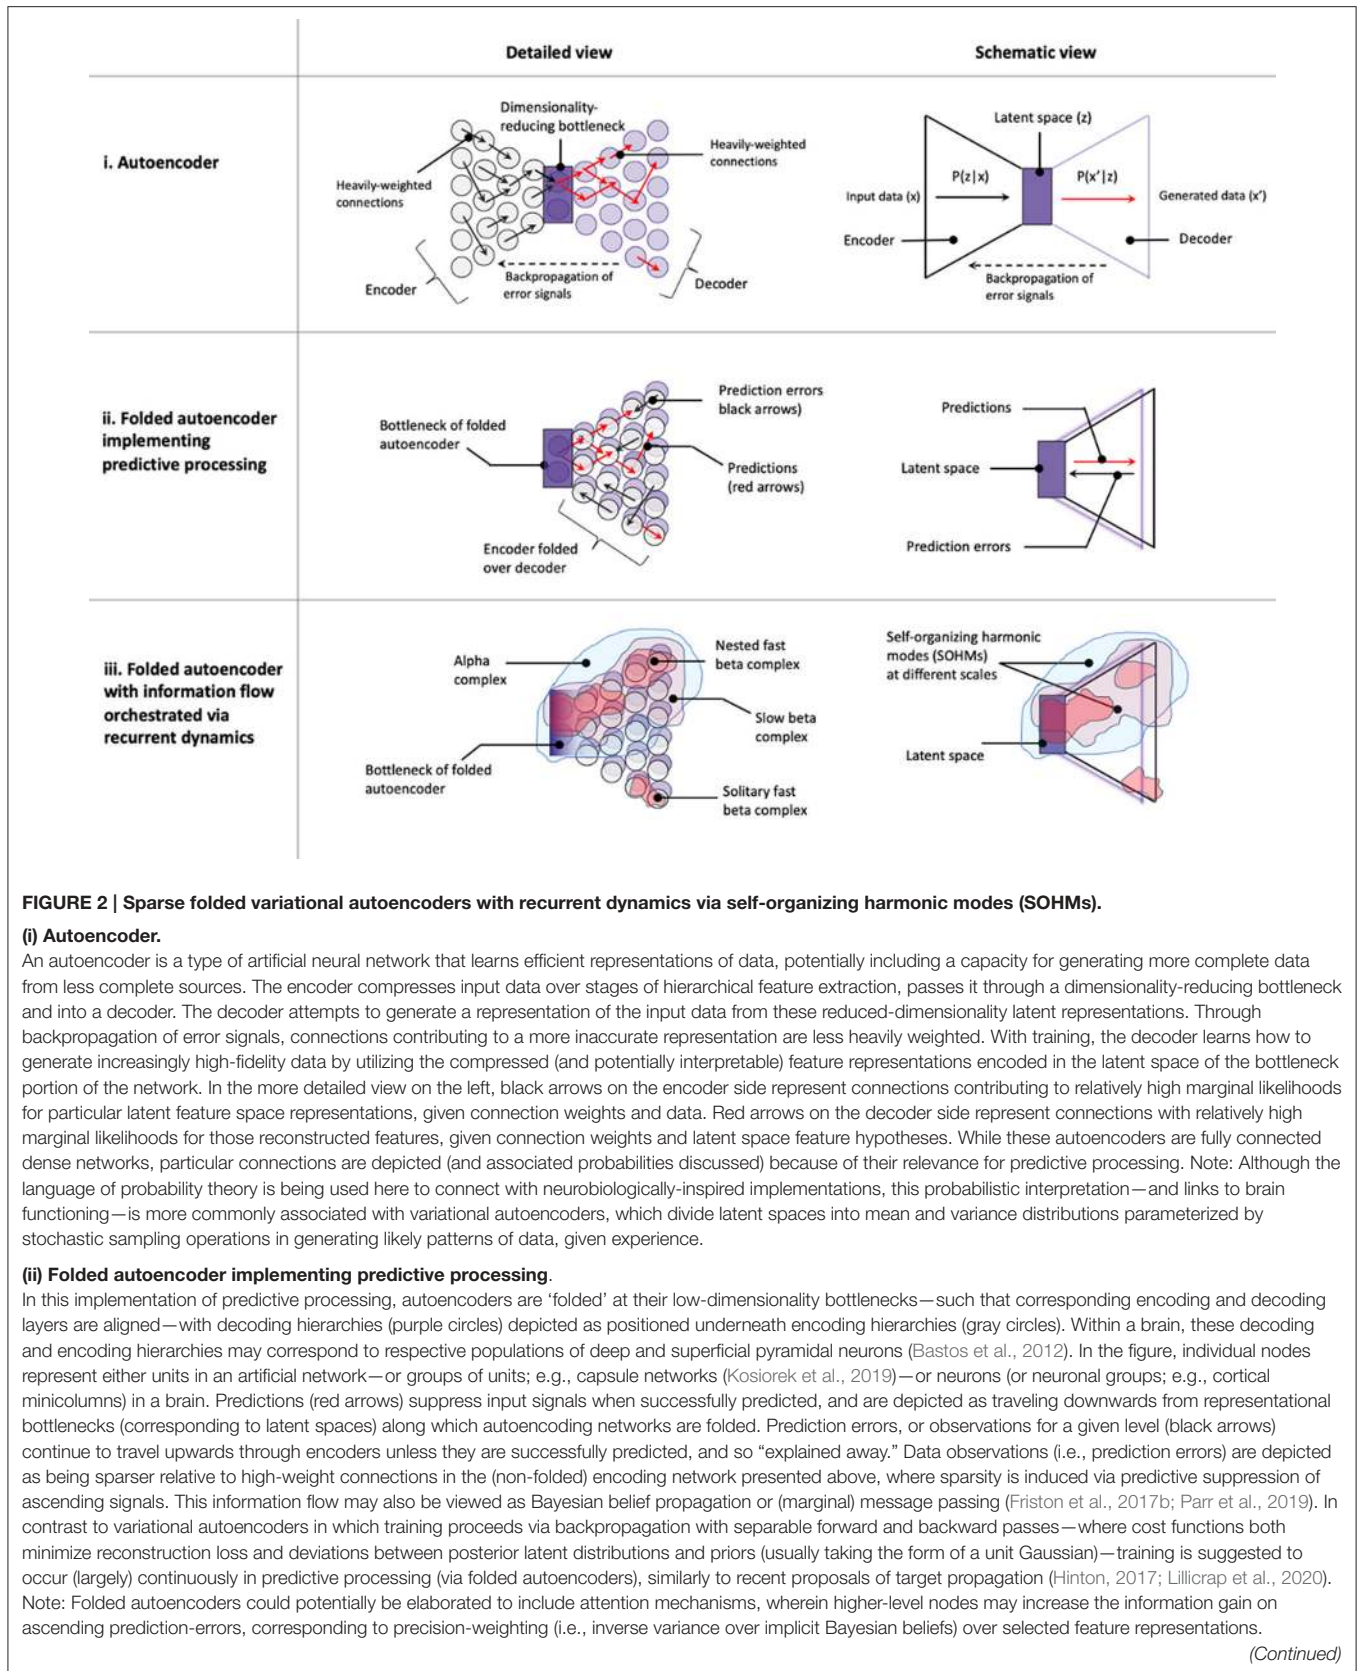 Detailed view
Schematic view
i. Autoencoder
Dimensionality-
reducing bottleneck
Heavily-weighted
connections
Heavily-weighted
connections
Encoder
Backpropagation of
error signals
Decoder
Latent space (z)
P(z|x)
P(x'|z)
Input data (x)
Generated data (x')
Encoder
Decoder
Backpropagation of
error signals
ii. Folded autoencoder
implementing
predictive processing
Bottleneck of folded
autoencoder
Prediction errors
black arrows)
Predictions
(red arrows)
Encoder folded
over decoder
Predictions
Latent space
Prediction errors
iii. Folded autoencoder
with information flow
orchestrated via
recurrent dynamics
Alpha
complex
Nested fast
beta complex
Slow beta
complex
Bottleneck of folded
autoencoder
Solitary fast
beta complex
Self-organizing harmonic
modes (SOHMs)
at different scales
Latent space
FIGURE 2 | Sparse folded variational autoencoders with recurrent dynamics via self-organizing harmonic modes (SOHMs).
(i) Autoencoder.
An autoencoder is a type of artificial neural network that learns efficient representations of data, potentially including a capacity for generating more complete data
from less complete sources. The encoder compresses input data over stages of hierarchical feature extraction, passes it through a dimensionality-reducing bottleneck
and into a decoder. The decoder attempts to generate a representation of the input data from these reduced-dimensionality latent representations. Through
backpropagation of error signals, connections contributing to a more inaccurate representation are less heavily weighted. With training, the decoder learns how to
generate increasingly high-fidelity data by utilizing the compressed (and potentially interpretable) feature representations encoded in the latent space of the bottleneck
portion of the network. In the more detailed view on the left, black arrows on the encoder side represent connections contributing to relatively high marginal likelihoods
for particular latent feature space representations, given connection weights and data. Red arrows on the decoder side represent connections with relatively high
marginal likelihoods for those reconstructed features, given connection weights and latent space feature hypotheses. While these autoencoders are fully connected
dense networks, particular connections are depicted (and associated probabilities discussed) because of their relevance for predictive processing. Note: Although the
language of probability theory is being used here to connect with neurobiologically-inspired implementations, this probabilistic interpretation—and links to brain
functioning—is more commonly associated with variational autoencoders, which divide latent spaces into mean and variance distributions parameterized by
stochastic sampling operations in generating likely patterns of data, given experience.
(ii) Folded autoencoder implementing predictive processing.
In this implementation of predictive processing, autoencoders are ‘folded’ at their low-dimensionality bottlenecks—such that corresponding encoding and decoding
layers are aligned—with decoding hierarchies (purple circles) depicted as positioned underneath encoding hierarchies (gray circles). Within a brain, these decoding
and encoding hierarchies may correspond to respective populations of deep and superficial pyramidal neurons (Bastos et al., 2012). In the figure, individual nodes
represent either units in an artificial network—or groups of units; e.g., capsule networks (Kosiorek et al., 2019)—or neurons (or neuronal groups; e.g., cortical
minicolumns) in a brain. Predictions (red arrows) suppress input signals when successfully predicted, and are depicted as traveling downwards from representational
bottlenecks (corresponding to latent spaces) along which autoencoding networks are folded. Prediction errors, or observations for a given level (black arrows)
continue to travel upwards through encoders unless they are successfully predicted, and so “explained away.” Data observations (i.e., prediction errors) are depicted
as being sparser relative to high-weight connections in the (non-folded) encoding network presented above, where sparsity is induced via predictive suppression of
ascending signals. This information flow may also be viewed as Bayesian belief propagation or (marginal) message passing (Friston et al., 2017b; Parr et al., 2019). In
contrast to variational autoencoders in which training proceeds via backpropagation with separable forward and backward passes—where cost functions both
minimize reconstruction loss and deviations between posterior latent distributions and priors (usually taking the form of a unit Gaussian)—training is suggested to
occur (largely) continuously in predictive processing (via folded autoencoders), similarly to recent proposals of target propagation (Hinton, 2017; Lillicrap et al., 2020).
Note: Folded autoencoders could potentially be elaborated to include attention mechanisms, wherein higher-level nodes may increase the information gain on
ascending prediction-errors, corresponding to precision-weighting (i.e., inverse variance over implicit Bayesian beliefs) over selected feature representations.
(Continued)